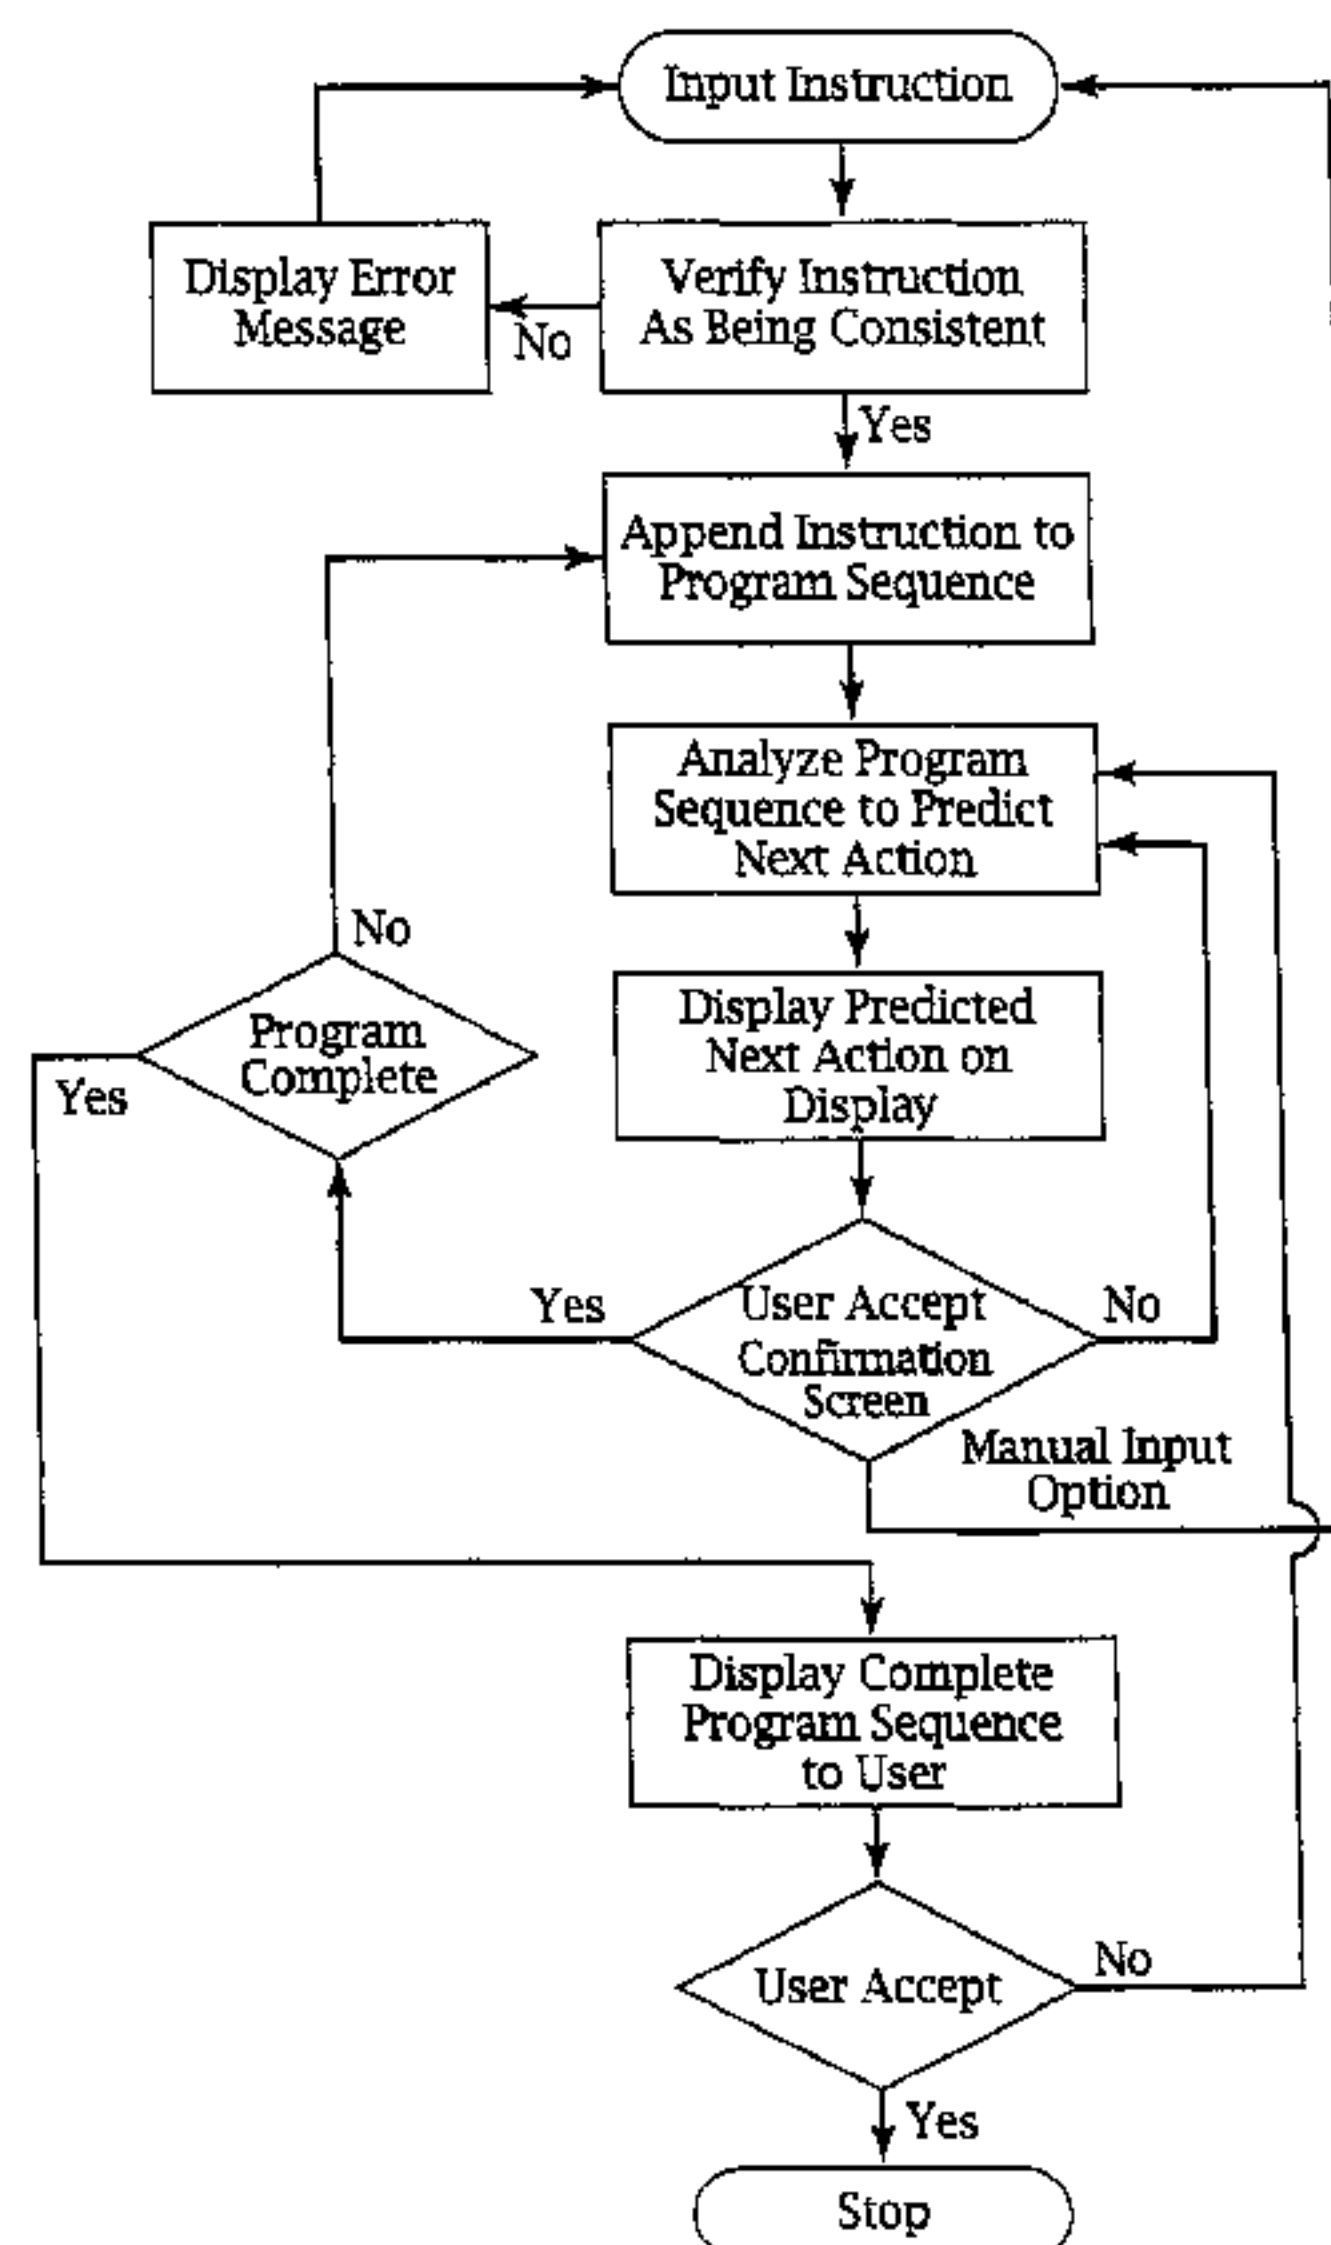 Input Instruction
Display Error
Message
No
Verify Instruction
As Being Consistent
Yes
Append Instruction to
Program Sequence
Analyze Program
Sequence to Predict
Next Action
No
Program
Complete
Yes
Display Predicted
Next Action on
Display
Yes
User Accept
Confirmation
Screen
No
Manual Input
Option
Display Complete
Program Sequence
to User
User Accept
No
Yes
Stop